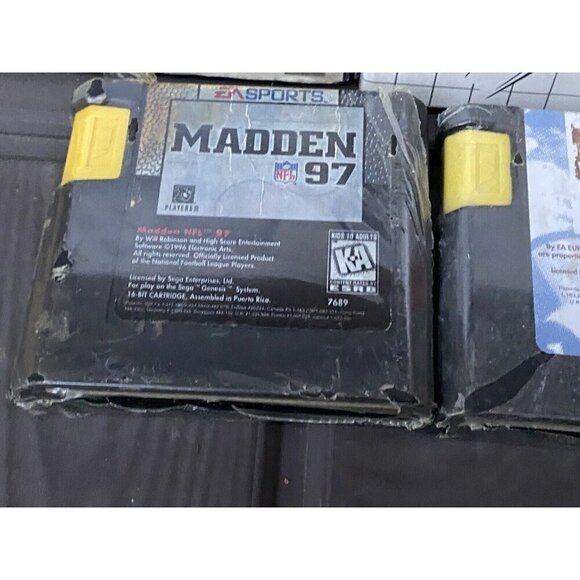 EA SPORTS
MADDEN
NFL 97
PLAYERS
Madden NFL™ 97
By Will Robinson and High Score Entertainment
Software ©1996 Electronic Arts.
All rights reserved. Officially Licensed Product
of the National Football League Players.
KIDS TO ADULTS
K-A
CONTENT RATED BY
ESRB
Licensed by Sega Enterprises, Ltd.
For play on the Sega™ Genesis™ System.
16-BIT CARTRIDGE, Assembled in Puerto Rico.
7689
By EA
are
Licensed